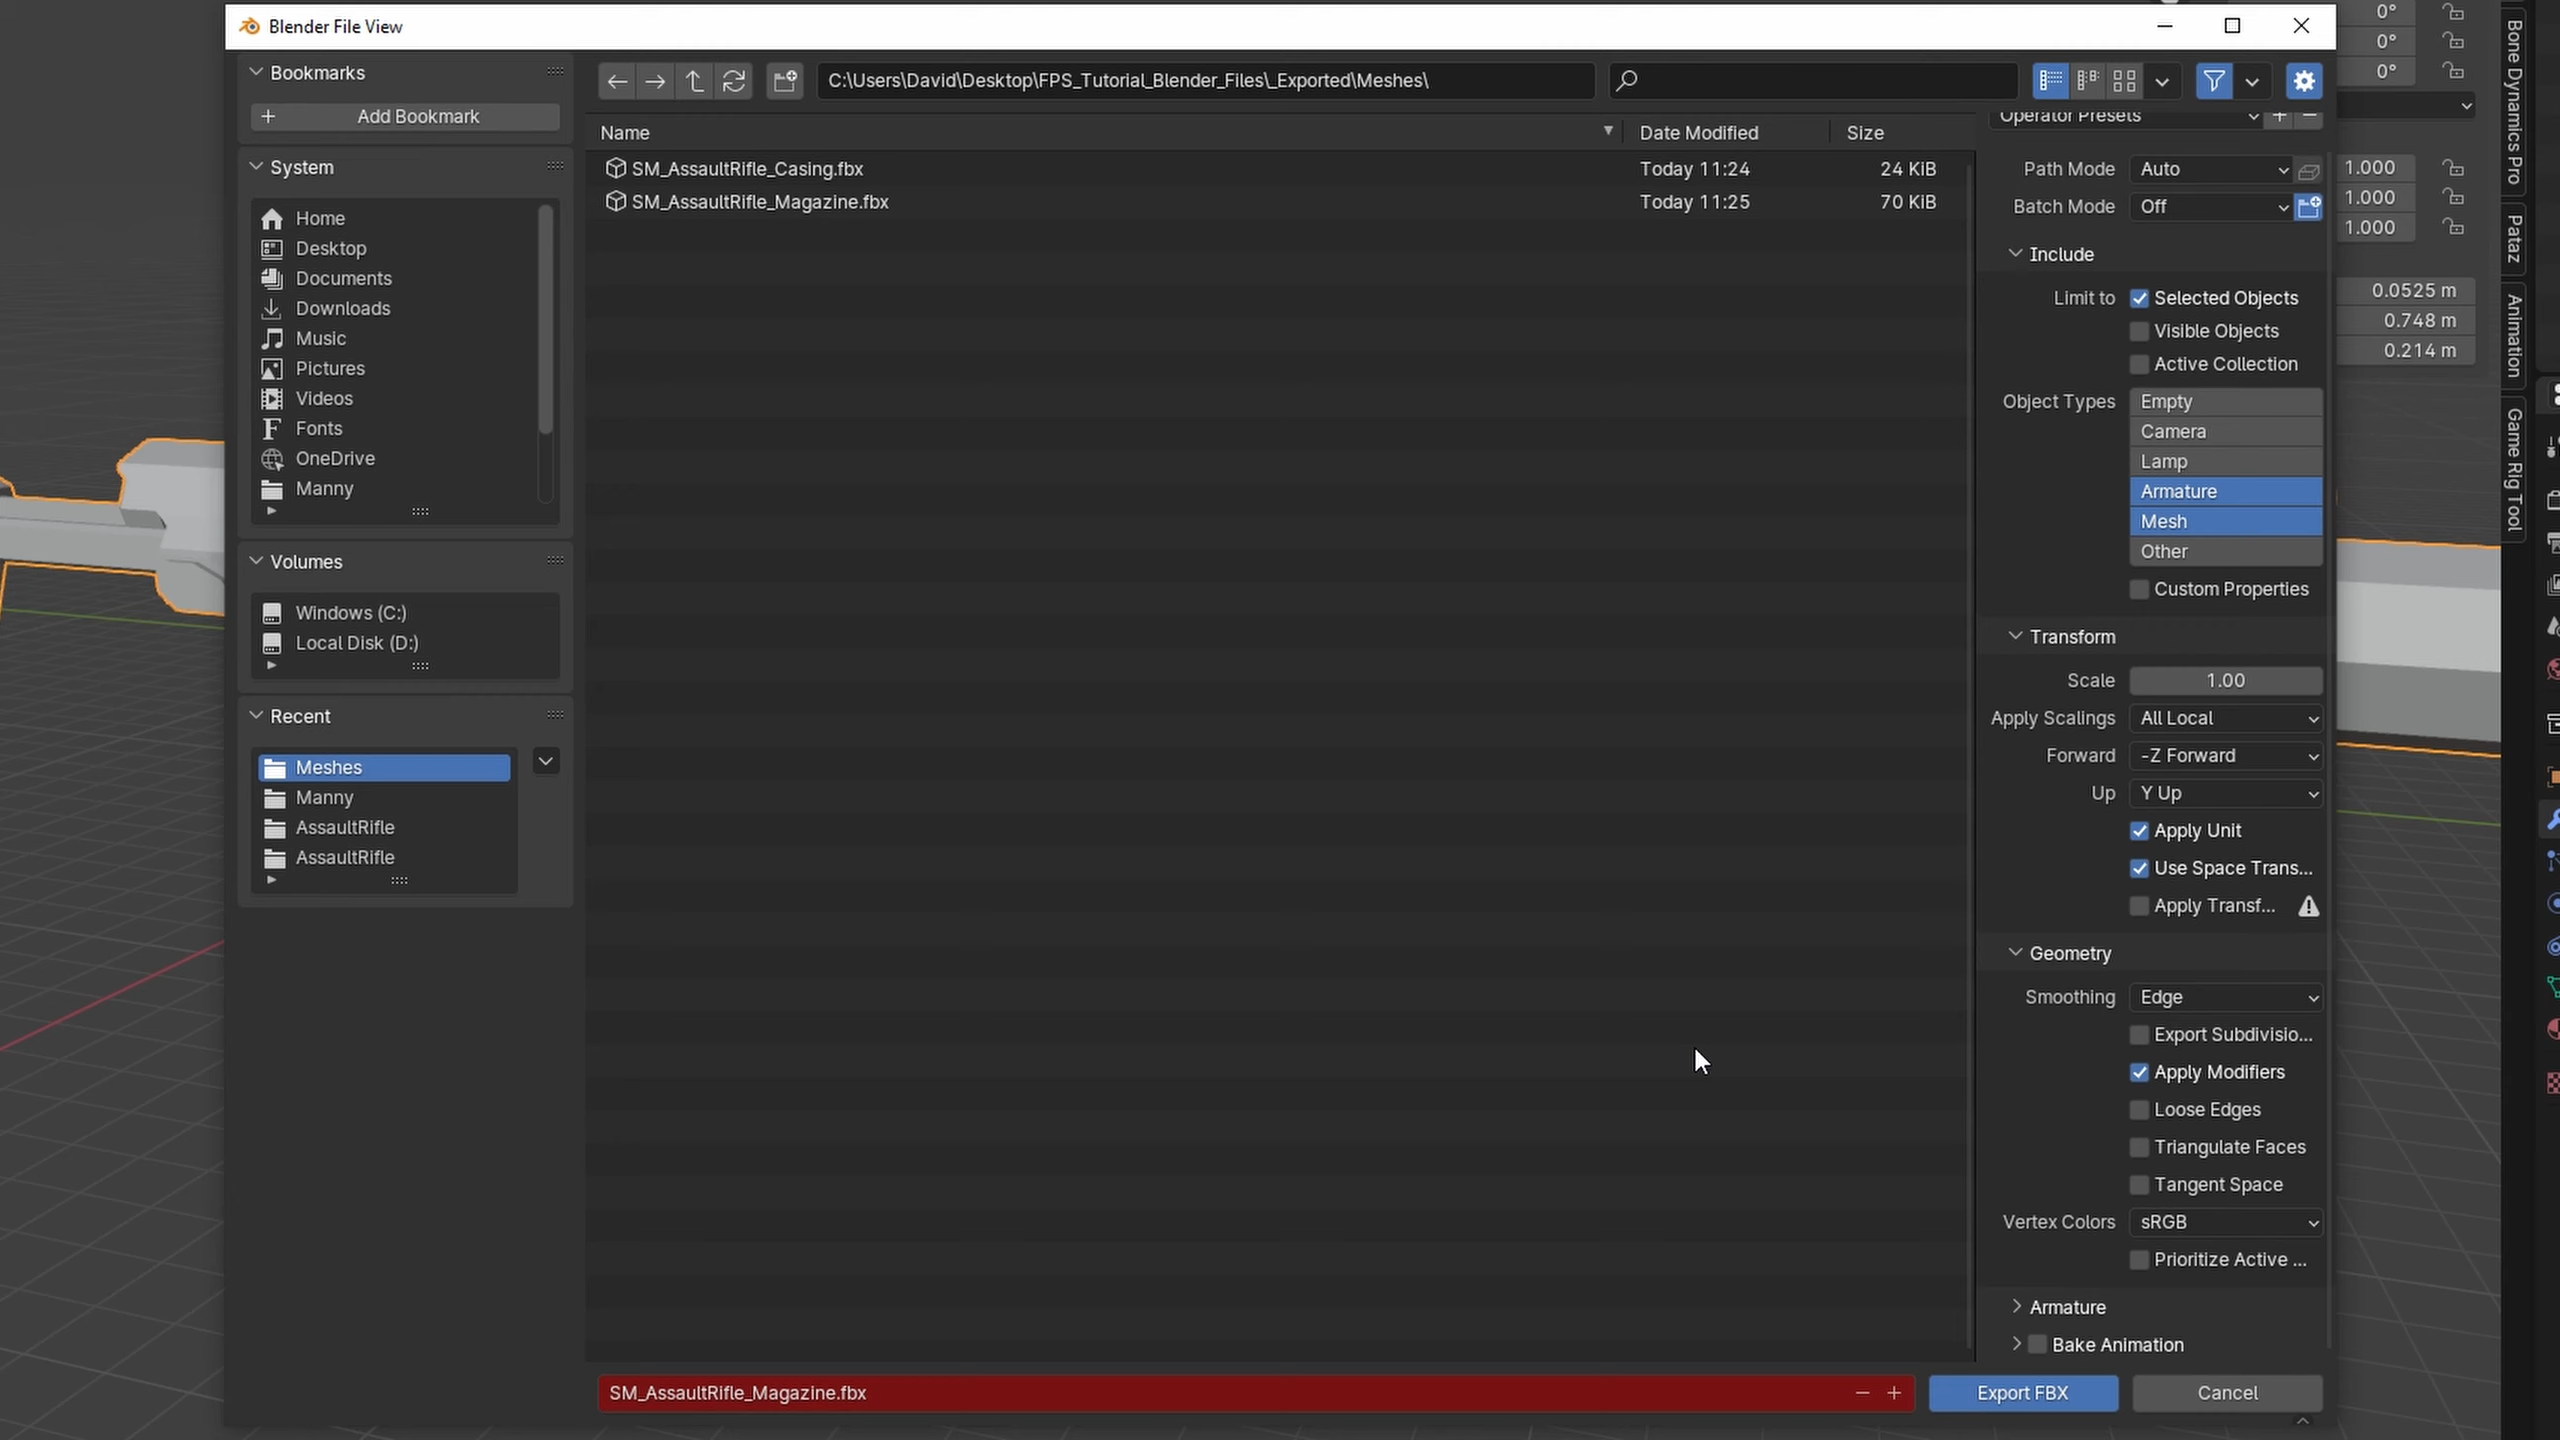 Blender File View
Bookmarks
Add Bookmark
System
Home
Desktop
Documents
Downloads
Music
Pictures
Videos
Fonts
OneDrive
Manny
Volumes
Windows (C:)
Local Disk (D:)
Recent
Meshes
Manny
AssaultRifle
AssaultRifle
C:\Users\David\Desktop\FPS_Tutorial_Blender_Files\_Exported\Meshes\
Name Date Modified Size
SM_AssaultRifle_Casing.fbx Today 11:24 24 KiB
SM_AssaultRifle_Magazine.fbx Today 11:25 70 KiB
Operator Presets
Path Mode Auto
Batch Mode Off
Include
Limit to Selected Objects
Visible Objects
Active Collection
Object Types Empty
Camera
Lamp
Armature
Mesh
Other
Custom Properties
Transform
Scale 1.00
Apply Scalings All Local
Forward -Z Forward
Up Y Up
Apply Unit
Use Space Trans...
Apply Transf...
Geometry
Smoothing Edge
Export Subdivisio...
Apply Modifiers
Loose Edges
Triangulate Faces
Tangent Space
Vertex Colors sRGB
Prioritize Active ...
Armature
Bake Animation
SM_AssaultRifle_Magazine.fbx
Export FBX
Cancel
0°
0°
0°
1.000
1.000
1.000
0.0525 m
0.748 m
0.214 m
Bone Dynamics Pro
Pataz
Animation
Game Rig Tool